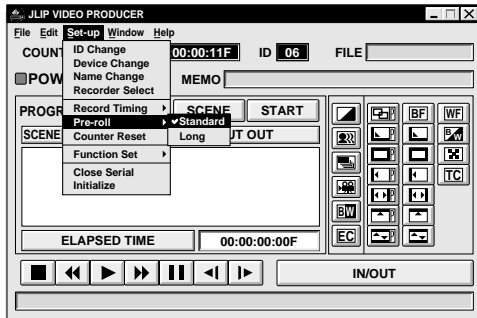 JLIP VIDEO PRODUCER
File Edit Set-up Window Help
COUNT 00:00:11F ID 06 FILE
ID Change
Device Change
Name Change
Recorder Select
POW MEMO
Record Timing
Pre-roll
Counter Reset
Function Set
Close Serial
Initialize
Standard
Long
PROGR SCENE START
SCENE UT OUT
BF WF
P
B/W
P
P
P TC
P
BW P
EC P
ELAPSED TIME 00:00:00:00F
IN/OUT